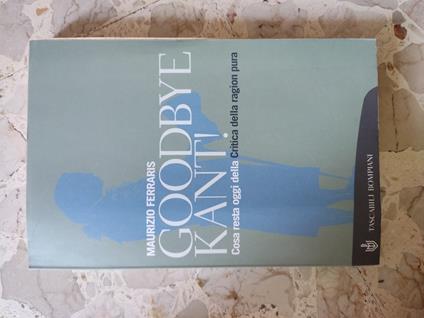 MAURIZIO FERRARIS
GOODBYE
KANT!
Cosa resta oggi della Critica della ragion pura
TASCABILI BOMPIANI